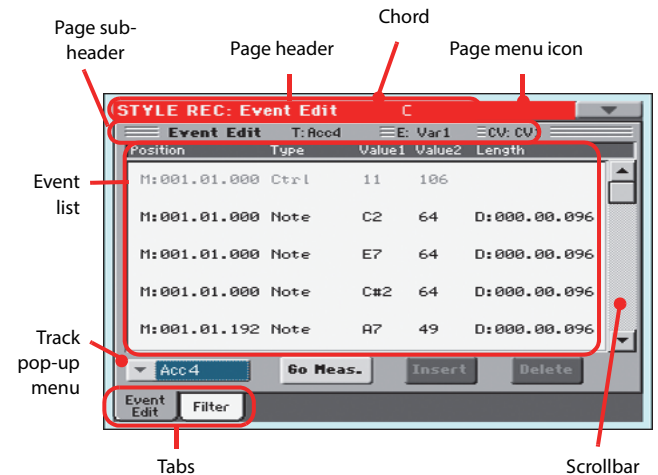 Chord
Page sub-
header
Page header
Page menu icon
STYLE REC: Event Edit C
Event Edit T: Acc4 E: Var1 CV: CV1
Position Type Value1 Value2 Length
M:001.01.000 Ctrl 11 106
Event
list
M:001.01.000 Note C2 64 D:000.00.096
M:001.01.000 Note E7 64 D:000.00.096
M:001.01.000 Note C#2 64 D:000.00.096
M:001.01.192 Note A7 49 D:000.00.096
Track
pop-up
menu
Acc4 Go Meas. Insert Delete
Event
Edit
Filter
Tabs
Scrollbar